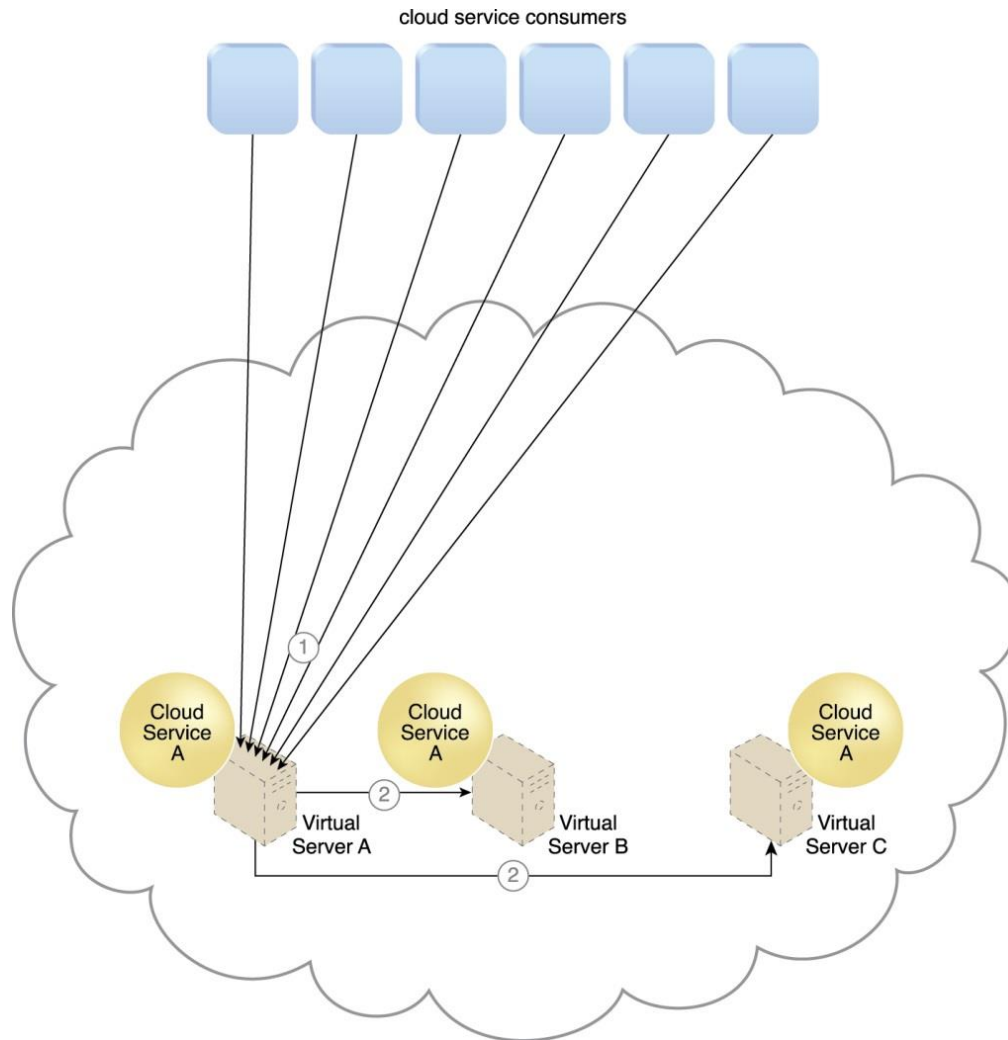 cloud service consumers
1
Cloud
Service
A
Cloud
Service
A
Cloud
Service
A
2
Virtual
Server A
Virtual
Server B
Virtual
Server C
2